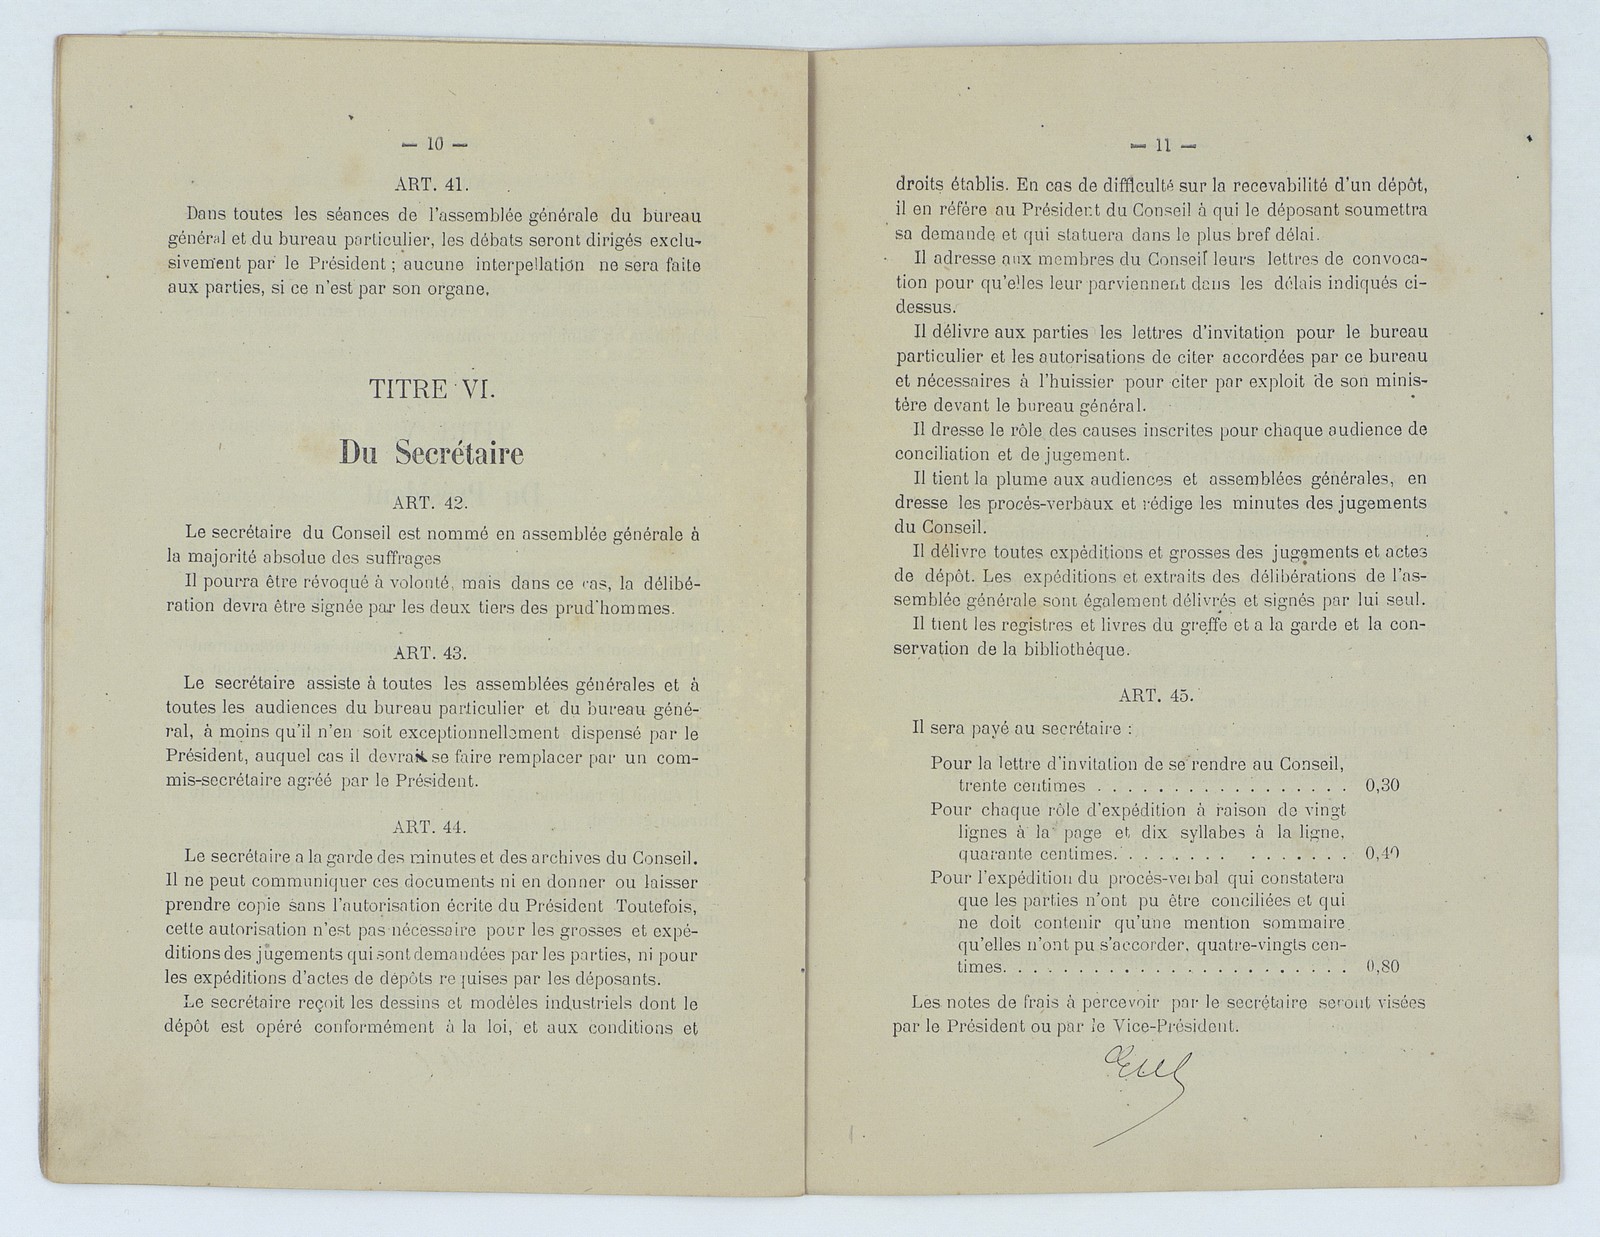 — 10 —
ART. 41.
Dans toutes les séances de l'assemblée générale du bureau
général et du bureau particulier, les débats seront dirigés exclu-
sivement par le Président ; aucune interpellation ne sera faite
aux parties, si ce n'est par son organe.
TITRE VI.
Du Secrétaire
ART. 42.
Le secrétaire du Conseil est nommé en assemblée générale à
la majorité absolue des suffrages
Il pourra être révoqué à volonté, mais dans ce cas, la délibé-
ration devra être signée par les deux tiers des prud'hommes.
ART. 43.
Le secrétaire assiste à toutes les assemblées générales et à
toutes les audiences du bureau particulier et du bureau géné-
ral, à moins qu'il n'en soit exceptionnellement dispensé par le
Président, auquel cas il devrait se faire remplacer par un com-
mis-secrétaire agréé par le Président.
ART. 44.
Le secrétaire a la garde des minutes et des archives du Conseil.
Il ne peut communiquer ces documents ni en donner ou laisser
prendre copie sans l'autorisation écrite du Président Toutefois,
cette autorisation n'est pas nécessaire pour les grosses et expé-
ditions des jugements qui sont demandées par les parties, ni pour
les expéditions d'actes de dépôts requises par les déposants.
Le secrétaire reçoit les dessins et modèles industriels dont le
dépôt est opéré conformément à la loi, et aux conditions et
— 11 —
droits établis. En cas de difficulté sur la recevabilité d'un dépôt,
il en réfère au Président du Conseil à qui le déposant soumettra
sa demande et qui statuera dans le plus bref délai.
Il adresse aux membres du Conseil leurs lettres de convoca-
tion pour qu'elles leur parviennent dans les délais indiqués ci-
dessus.
Il délivre aux parties les lettres d'invitation pour le bureau
particulier et les autorisations de citer accordées par ce bureau
et nécessaires à l'huissier pour citer par exploit de son minis-
tère devant le bureau général.
Il dresse le rôle des causes inscrites pour chaque audience de
conciliation et de jugement.
Il tient la plume aux audiences et assemblées générales, en
dresse les procès-verbaux et rédige les minutes des jugements
du Conseil.
Il délivre toutes expéditions et grosses des jugements et actes
de dépôt. Les expéditions et extraits des délibérations de l'as-
semblée générale sont également délivrés et signés par lui seul.
Il tient les registres et livres du greffe et a la garde et la con-
servation de la bibliothèque.
ART. 45.
Il sera payé au secrétaire :
Pour la lettre d'invitation de se rendre au Conseil,
trente centimes . . . . . . . . . . . . . . . . 0,30
Pour chaque rôle d'expédition à raison de vingt
lignes à la page et dix syllabes à la ligne,
quarante centimes. . . . . . . . . . . . . . . 0,40
Pour l'expédition du procès-verbal qui constatera
que les parties n'ont pu être conciliées et qui
ne doit contenir qu'une mention sommaire
qu'elles n'ont pu s'accorder, quatre-vingts cen-
times. . . . . . . . . . . . . . . . . . . . . . 0,80
Les notes de frais à percevoir par le secrétaire seront visées
par le Président ou par le Vice-Président.